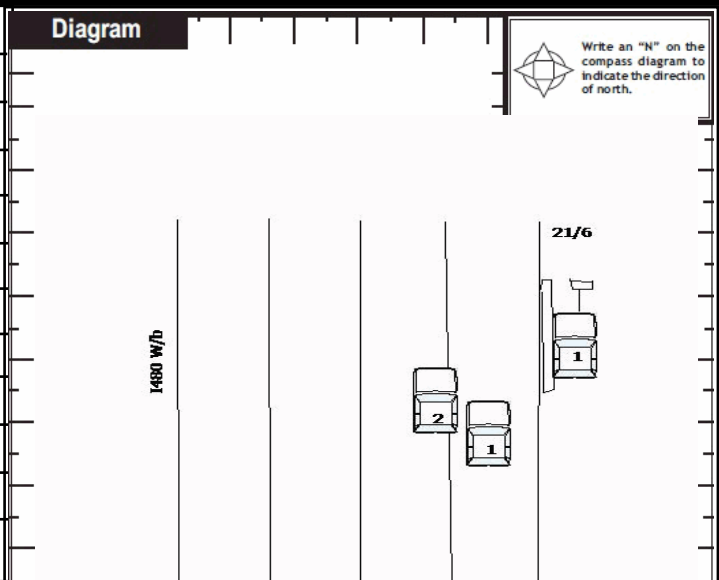 Diagram
Write an "N" on the
compass diagram to
indicate the direction
of north.
21/6
I480 W/b
1
2
1